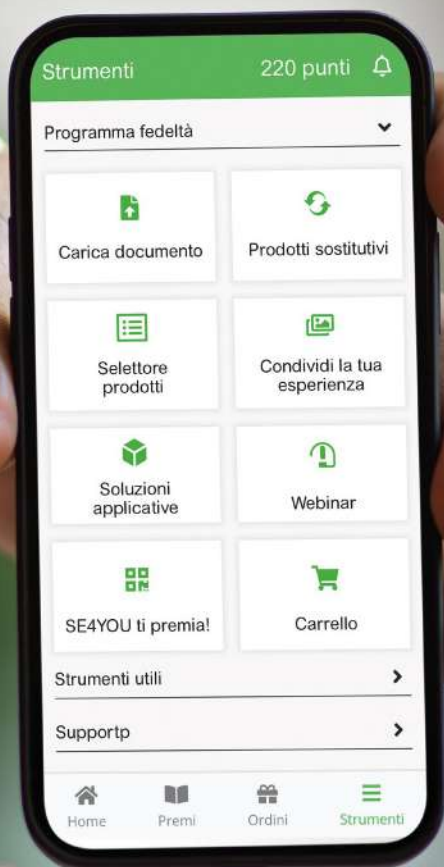 Strumenti 220 punti
Programma fedeltà
Carica documento
Prodotti sostitutivi
Selettore
prodotti
Condividi la tua
esperienza
Soluzioni
applicative
Webinar
SE4YOU ti premia!
Carrello
Strumenti utili
Supportp
Home Premi Ordini Strumenti